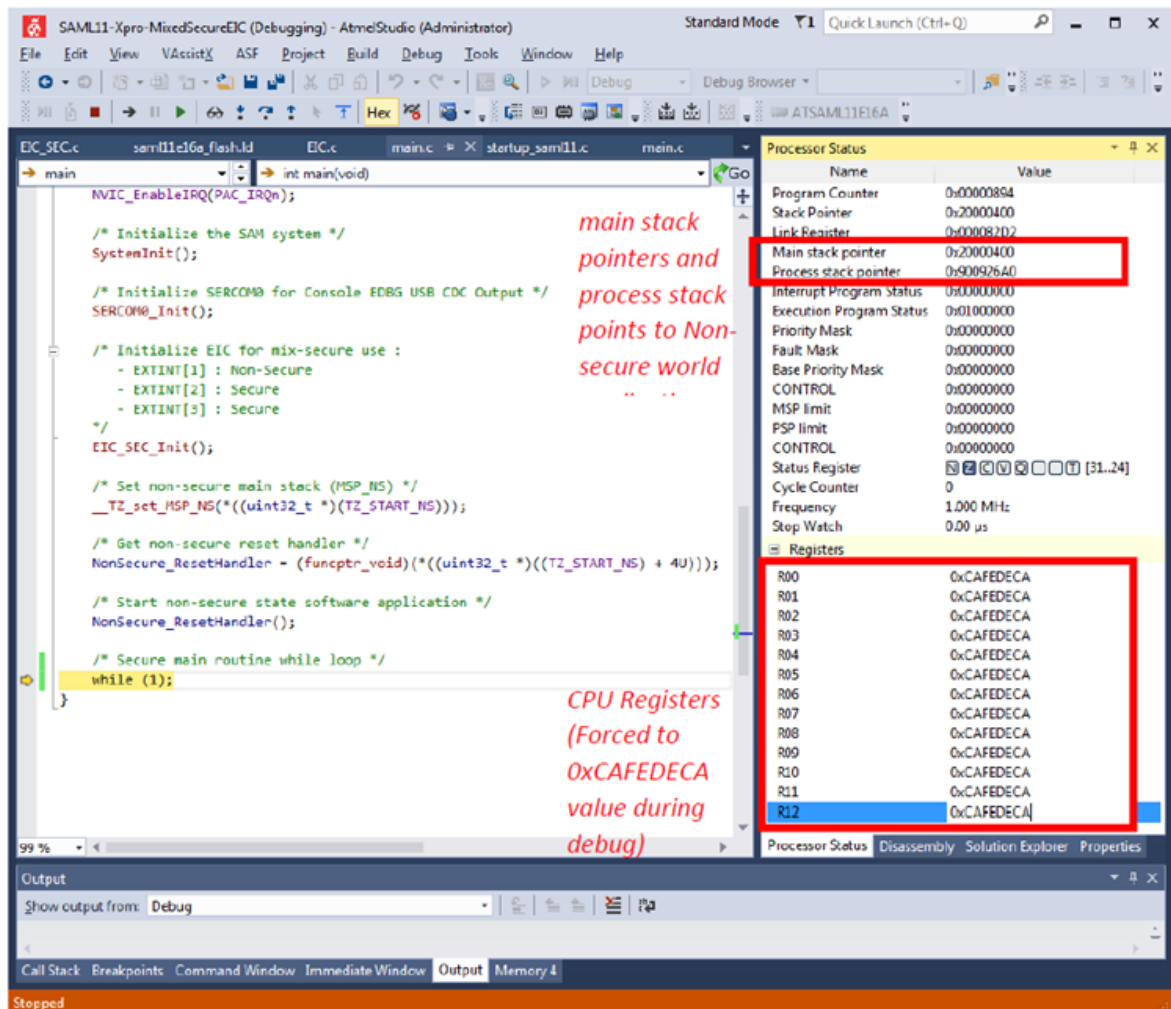 SAML11-Xpro-MixedSecureEIC (Debugging) - AtmelStudio (Administrator)
Standard Mode
1
Quick Launch (Ctrl+Q)
File Edit View VAssistX ASF Project Build Debug Tools Window Help
Debug
Debug Browser
Hex
ATSAML11E16A
EIC_SEC.c saml11e16a_flash.ld EIC.c main.c startup_saml11.c main.c
main
int main(void)
Go
NVIC_EnableIRQ(PAC_IRQn);
/* Initialize the SAM system */
SystemInit();
/* Initialize SERCOM0 for Console EDBG USB CDC Output */
SERCOM0_Init();
/* Initialize EIC for mix-secure use :
- EXTINT[1] : Non-Secure
- EXTINT[2] : Secure
- EXTINT[3] : Secure
*/
EIC_SEC_Init();
/* Set non-secure main stack (MSP_NS) */
__TZ_set_MSP_NS(*((uint32_t *)(TZ_START_NS)));
/* Get non-secure reset handler */
NonSecure_ResetHandler = (funcptr_void)(*((uint32_t *)((TZ_START_NS) + 4U)));
/* Start non-secure state software application */
NonSecure_ResetHandler();
/* Secure main routine while loop */
while (1);
}
main stack
pointers and
process stack
points to Non-
secure world
CPU Registers
(Forced to
0xCAFEDECA
value during
debug)
99 %
Processor Status
Name Value
Program Counter 0x00000894
Stack Pointer 0x20000400
Link Register 0x000082D2
Main stack pointer 0x20000400
Process stack pointer 0x900926A0
Interrupt Program Status 0x00000000
Execution Program Status 0x01000000
Priority Mask 0x00000000
Fault Mask 0x00000000
Base Priority Mask 0x00000000
CONTROL 0x00000000
MSP limit 0x00000000
PSP limit 0x00000000
CONTROL 0x00000000
Status Register N Z C V Q T [31..24]
Cycle Counter 0
Frequency 1.000 MHz
Stop Watch 0.00 µs
Registers
R00 0xCAFEDECA
R01 0xCAFEDECA
R02 0xCAFEDECA
R03 0xCAFEDECA
R04 0xCAFEDECA
R05 0xCAFEDECA
R06 0xCAFEDECA
R07 0xCAFEDECA
R08 0xCAFEDECA
R09 0xCAFEDECA
R10 0xCAFEDECA
R11 0xCAFEDECA
R12 0xCAFEDECA
Processor Status Disassembly Solution Explorer Properties
Output
Show output from: Debug
Call Stack Breakpoints Command Window Immediate Window Output Memory 4
Stopped